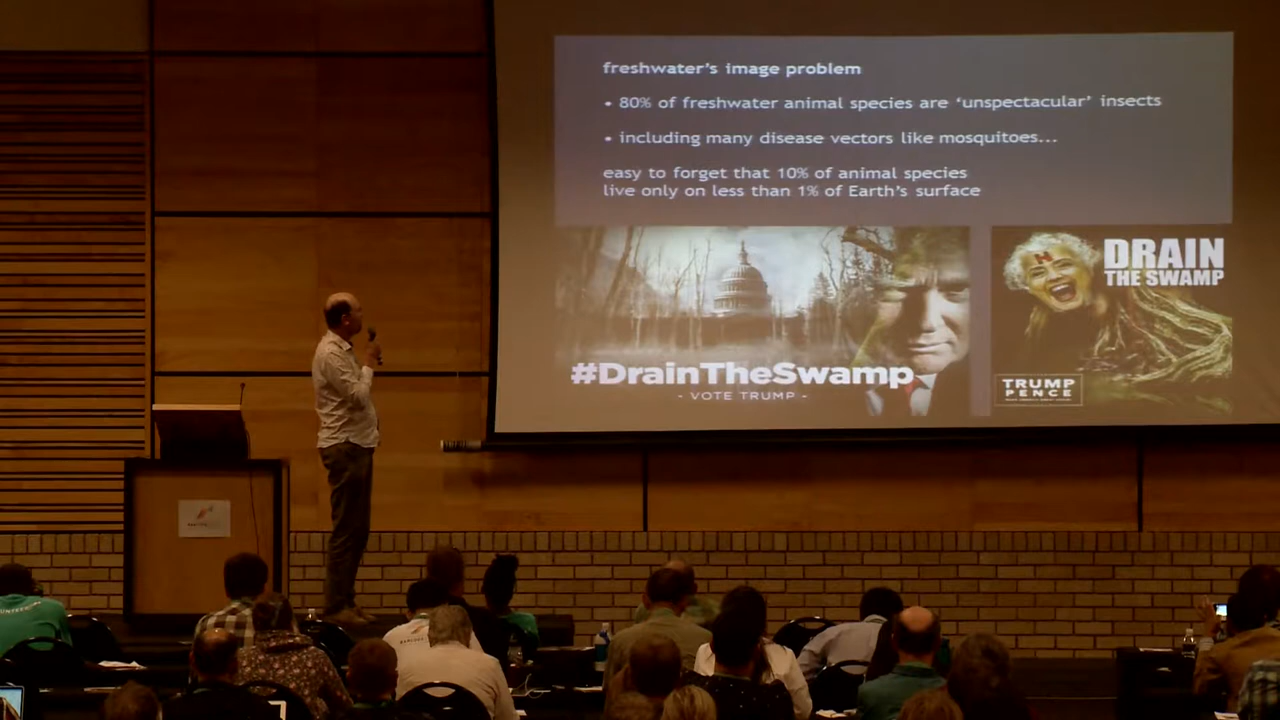 freshwater's image problem
• 80% of freshwater animal species are 'unspectacular' insects
• including many disease vectors like mosquitoes...
easy to forget that 10% of animal species
live only on less than 1% of Earth's surface
#DrainTheSwamp
- VOTE TRUMP -
DRAIN
THE SWAMP
TRUMP
PENCE